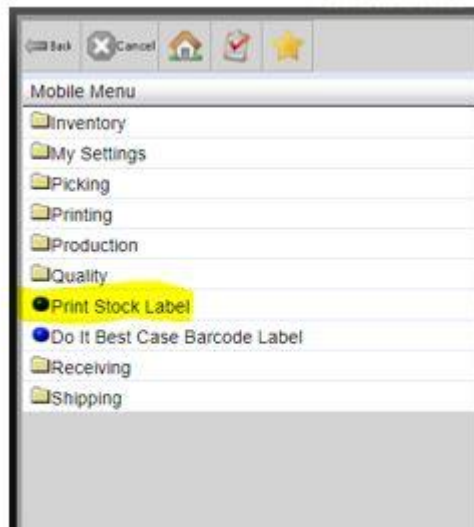 Back Cancel
Mobile Menu
Inventory
My Settings
Picking
Printing
Production
Quality
Print Stock Label
Do It Best Case Barcode Label
Receiving
Shipping